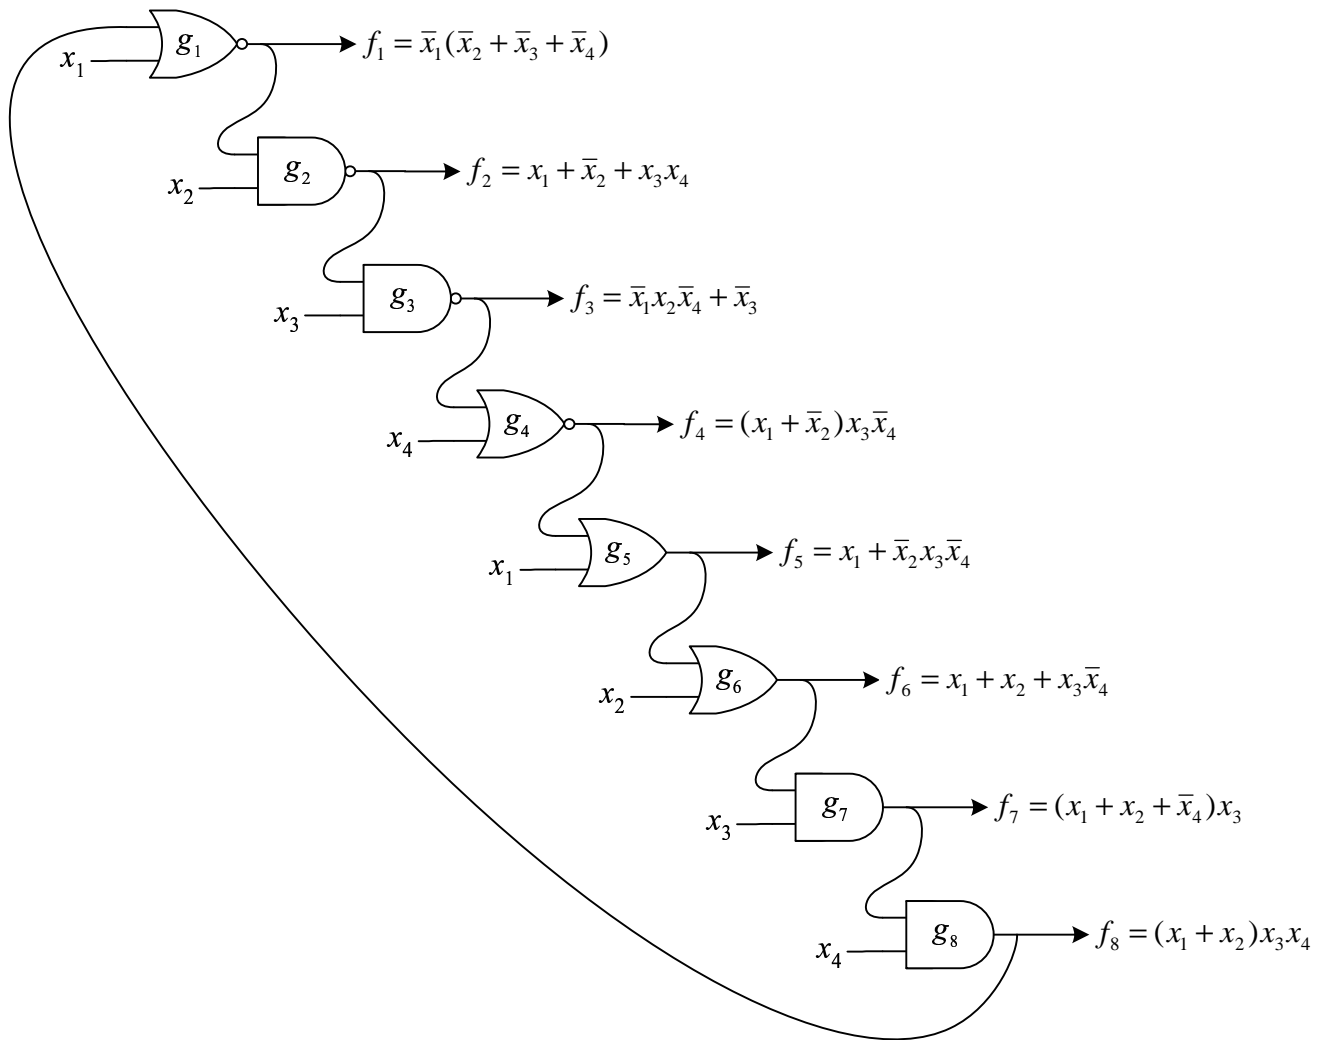 g₁ f₁ = x̅₁(x̅₂ + x̅₃ + x̅₄)
x₁
g₂ f₂ = x₁ + x̅₂ + x₃x₄
x₂
g₃ f₃ = x̅₁x₂x̅₄ + x̅₃
x₃
g₄ f₄ = (x₁ + x̅₂)x₃x̅₄
x₄
g₅ f₅ = x₁ + x̅₂x₃x̅₄
x₁
g₆ f₆ = x₁ + x₂ + x₃x̅₄
x₂
g₇ f₇ = (x₁ + x₂ + x̅₄)x₃
x₃
g₈ f₈ = (x₁ + x₂)x₃x₄
x₄